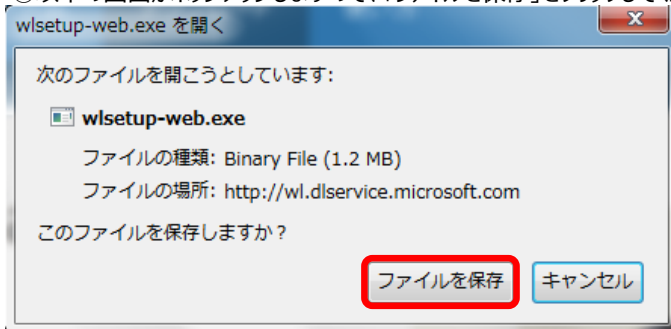 wlsetup-web.exe を開く
次のファイルを開こうとしています:
wlsetup-web.exe
ファイルの種類: Binary File (1.2 MB)
ファイルの場所: http://wl.dlservice.microsoft.com
このファイルを保存しますか？
ファイルを保存 キャンセル